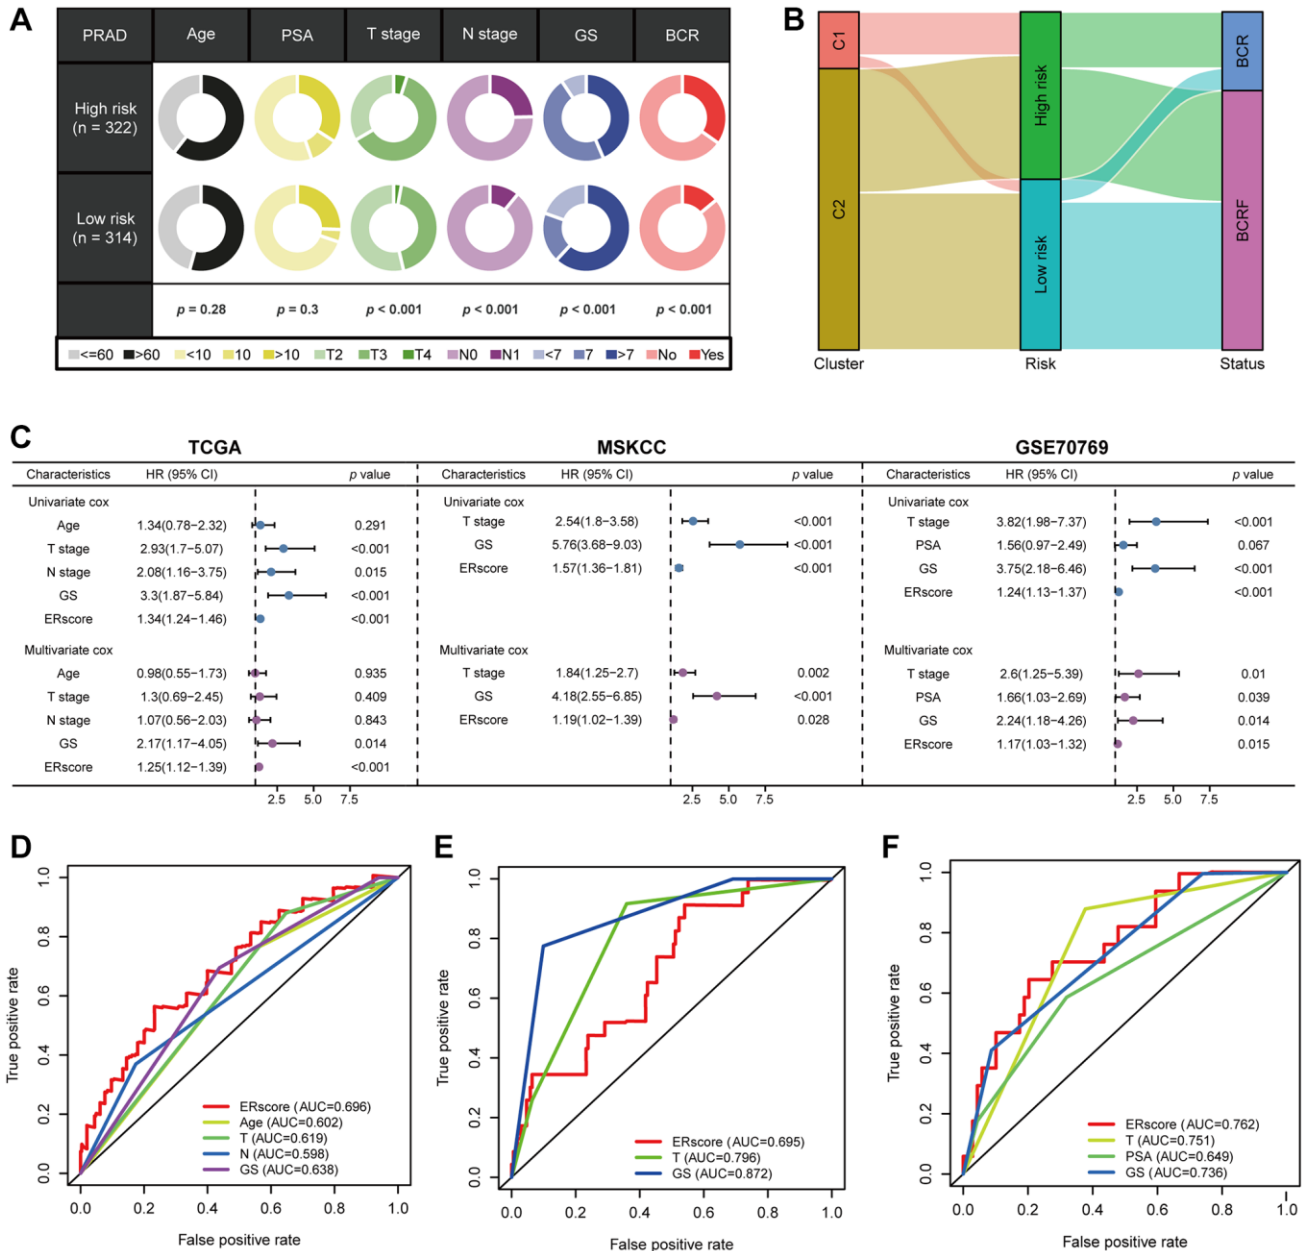 A
PRAD Age PSA T stage N stage GS BCR
High risk
(n = 322)
Low risk
(n = 314)
p = 0.28 p = 0.3 p < 0.001 p < 0.001 p < 0.001 p < 0.001
<=60 >60 <10 10 >10 T2 T3 T4 N0 N1 <7 7 >7 No Yes
B
C1
C2
High risk
Low risk
BCR
BCRF
Cluster Risk Status
C
TCGA
Characteristics HR (95% CI) p value
Univariate cox
Age 1.34(0.78−2.32) 0.291
T stage 2.93(1.7−5.07) <0.001
N stage 2.08(1.16−3.75) 0.015
GS 3.3(1.87−5.84) <0.001
ERscore 1.34(1.24−1.46) <0.001
Multivariate cox
Age 0.98(0.55−1.73) 0.935
T stage 1.3(0.69−2.45) 0.409
N stage 1.07(0.56−2.03) 0.843
GS 2.17(1.17−4.05) 0.014
ERscore 1.25(1.12−1.39) <0.001
2.5 5.0 7.5
MSKCC
Characteristics HR (95% CI) p value
Univariate cox
T stage 2.54(1.8−3.58) <0.001
GS 5.76(3.68−9.03) <0.001
ERscore 1.57(1.36−1.81) <0.001
Multivariate cox
T stage 1.84(1.25−2.7) 0.002
GS 4.18(2.55−6.85) <0.001
ERscore 1.19(1.02−1.39) 0.028
2.5 5.0 7.5
GSE70769
Characteristics HR (95% CI) p value
Univariate cox
T stage 3.82(1.98−7.37) <0.001
PSA 1.56(0.97−2.49) 0.067
GS 3.75(2.18−6.46) <0.001
ERscore 1.24(1.13−1.37) <0.001
Multivariate cox
T stage 2.6(1.25−5.39) 0.01
PSA 1.66(1.03−2.69) 0.039
GS 2.24(1.18−4.26) 0.014
ERscore 1.17(1.03−1.32) 0.015
2.5 5.0 7.5
D
True positive rate
1.0
0.8
0.6
0.4
0.2
0.0
ERscore (AUC=0.696)
Age (AUC=0.602)
T (AUC=0.619)
N (AUC=0.598)
GS (AUC=0.638)
0.0 0.2 0.4 0.6 0.8 1.0
False positive rate
E
True positive rate
1.0
0.8
0.6
0.4
0.2
0.0
ERscore (AUC=0.695)
T (AUC=0.796)
GS (AUC=0.872)
0.0 0.2 0.4 0.6 0.8 1.0
False positive rate
F
True positive rate
1.0
0.8
0.6
0.4
0.2
0.0
ERscore (AUC=0.762)
T (AUC=0.751)
PSA (AUC=0.649)
GS (AUC=0.736)
0.0 0.2 0.4 0.6 0.8 1.0
False positive rate